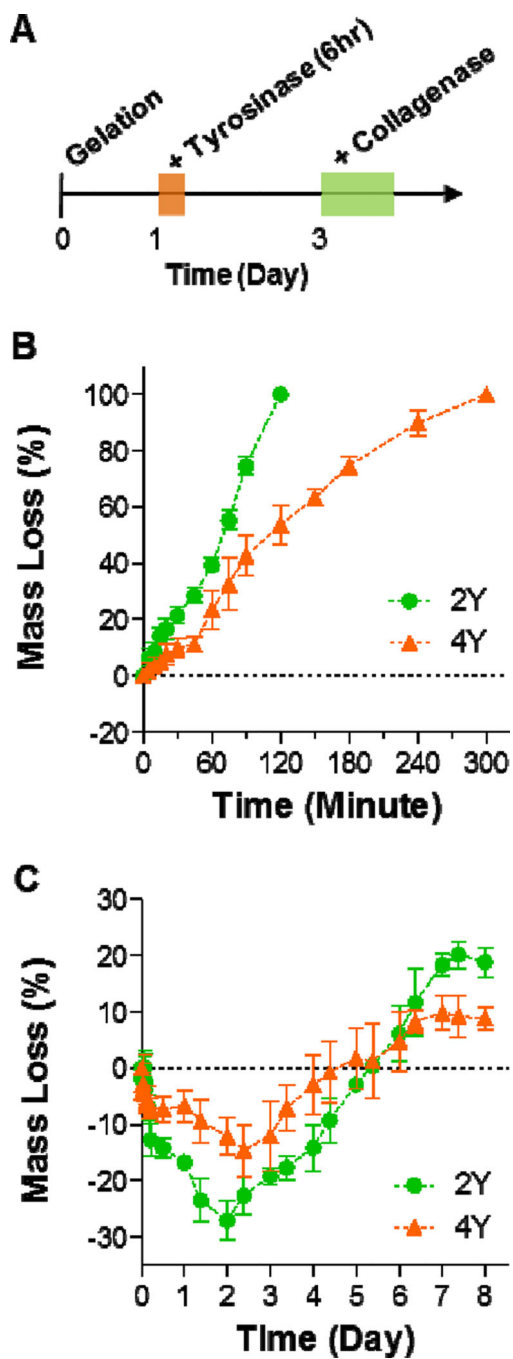 A
Gelation
+ Tyrosinase (6hr)
+ Collagenase
0 1 3
Time (Day)
B
100
80
60
40
20
0
-20
Mass Loss (%)
2Y
4Y
0 60 120 180 240 300
Time (Minute)
C
30
20
10
0
-10
-20
-30
Mass Loss (%)
2Y
4Y
0 1 2 3 4 5 6 7 8
Time (Day)